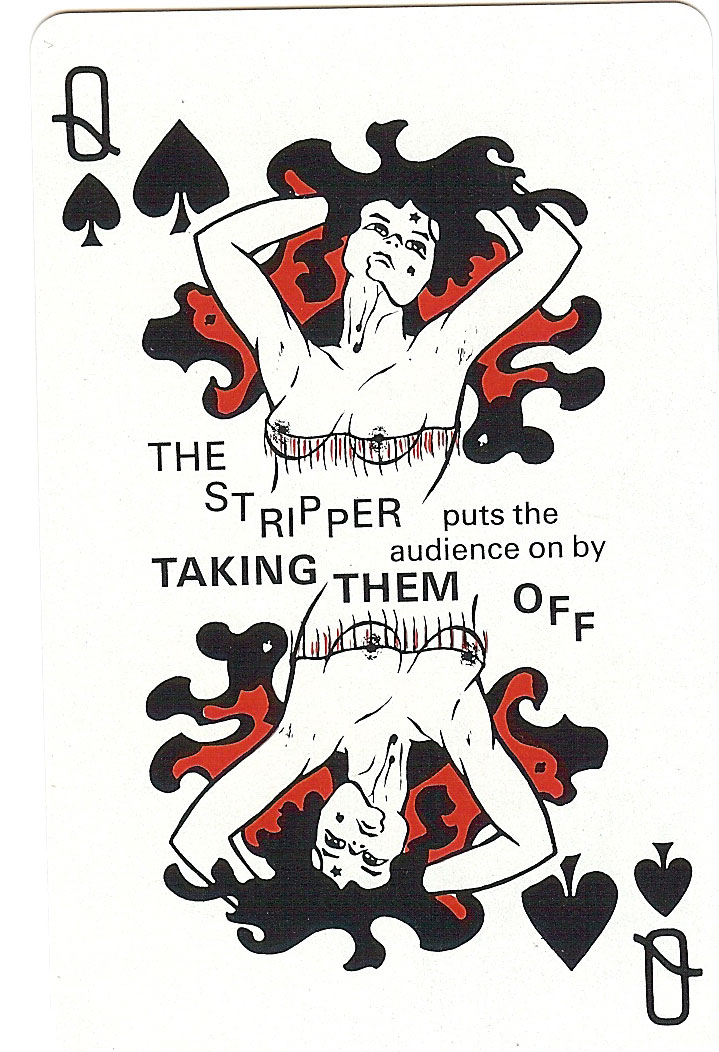 Q
THE
STRIPPER puts the
audience on by
TAKING THEM OFF
Q